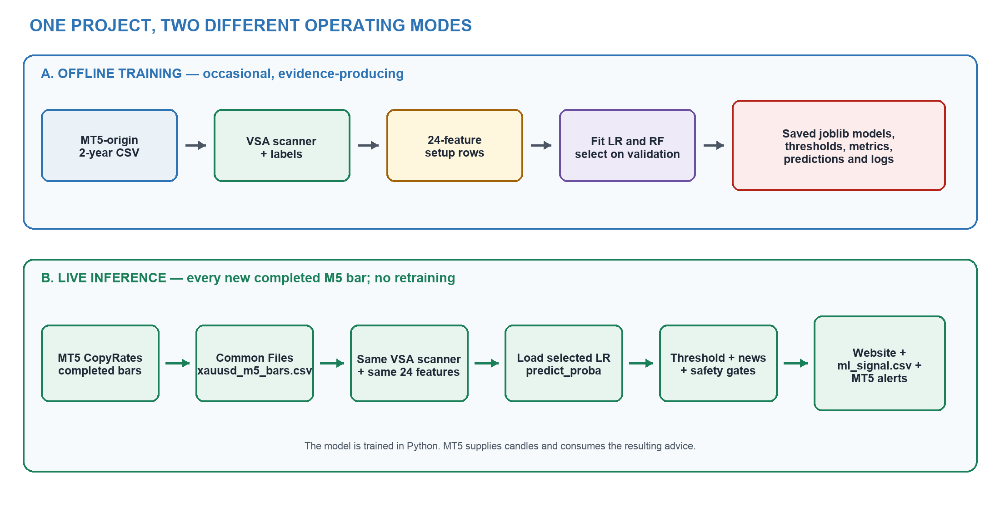 ONE PROJECT, TWO DIFFERENT OPERATING MODES
A. OFFLINE TRAINING — occasional, evidence-producing
MT5-origin
2-year CSV
VSA scanner
+ labels
24-feature
setup rows
Fit LR and RF
select on validation
Saved joblib models,
thresholds, metrics,
predictions and logs
B. LIVE INFERENCE — every new completed M5 bar; no retraining
MT5 CopyRates
completed bars
Common Files
xauusd_m5_bars.csv
Same VSA scanner
+ same 24 features
Load selected LR
predict_proba
Threshold + news
+ safety gates
Website +
ml_signal.csv +
MT5 alerts
The model is trained in Python. MT5 supplies candles and consumes the resulting advice.